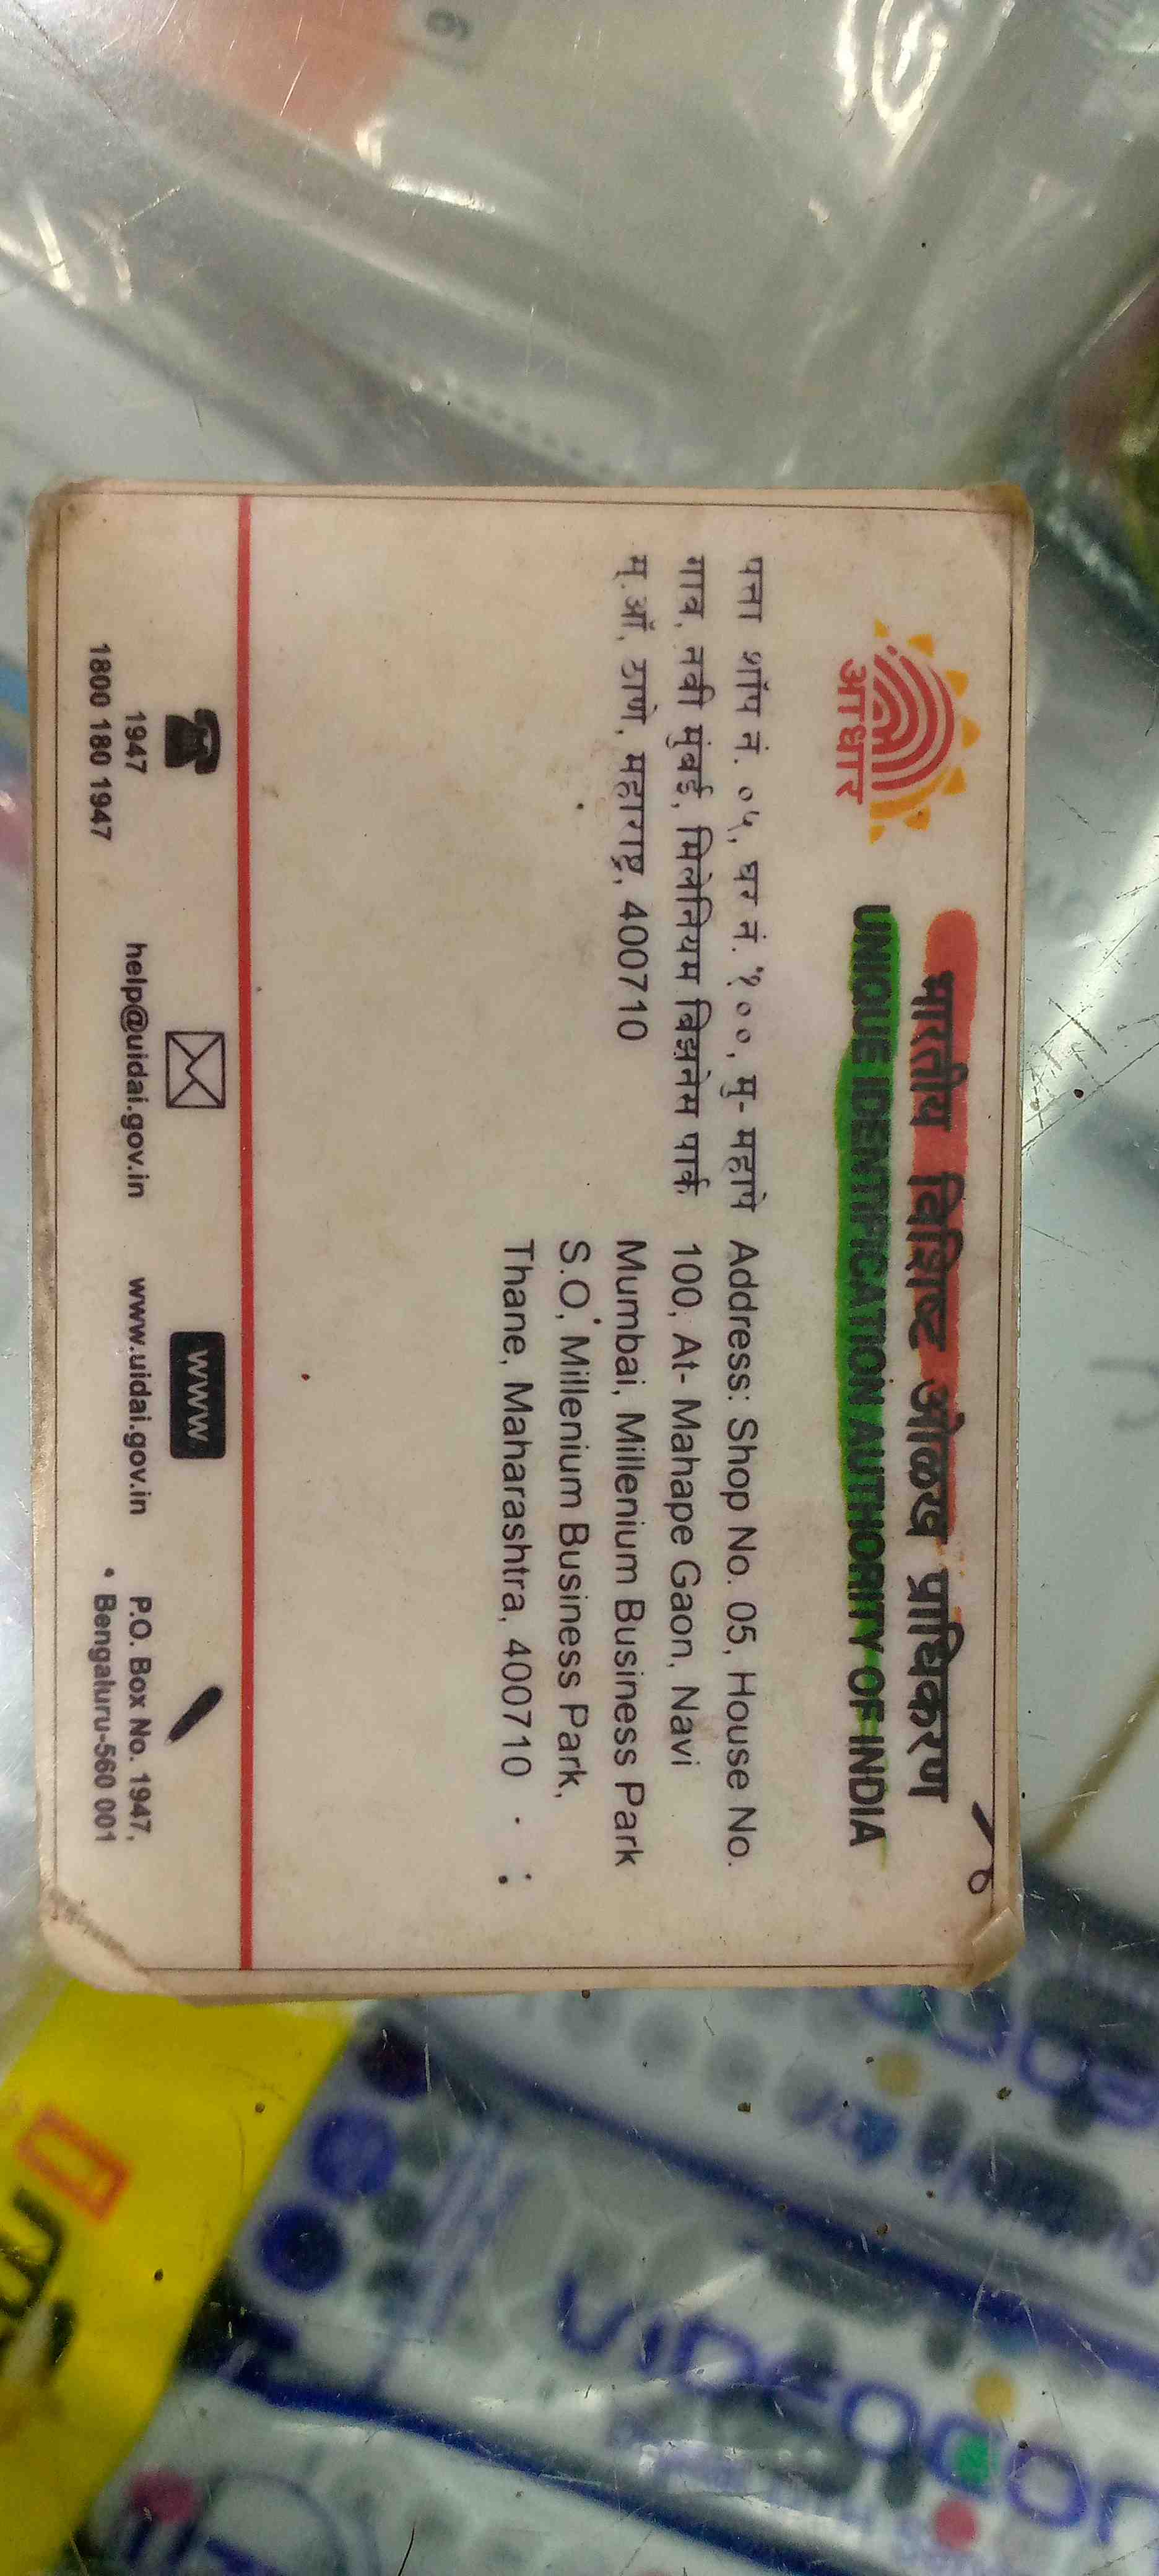 आधार
भारतीय विशिष्ट ओळख प्राधिकरण
UNIQUE IDENTIFICATION AUTHORITY OF INDIA
पत्ता शॉप नं. ०५, घर नं. १००, मु- महापे
गाव, नवी मुंबई, मिलेनियम बिझनेस पार्क
म.ऑ, ठाणे, महाराष्ट्र, 400710
Address: Shop No. 05, House No.
100, At- Mahape Gaon, Navi
Mumbai, Millenium Business Park
S.O, Millenium Business Park,
Thane, Maharashtra, 400710
1947
1800 180 1947
help@uidai.gov.in
www
www.uidai.gov.in
P.O. Box No. 1947,
Bengaluru-560 001
VIDEOCON